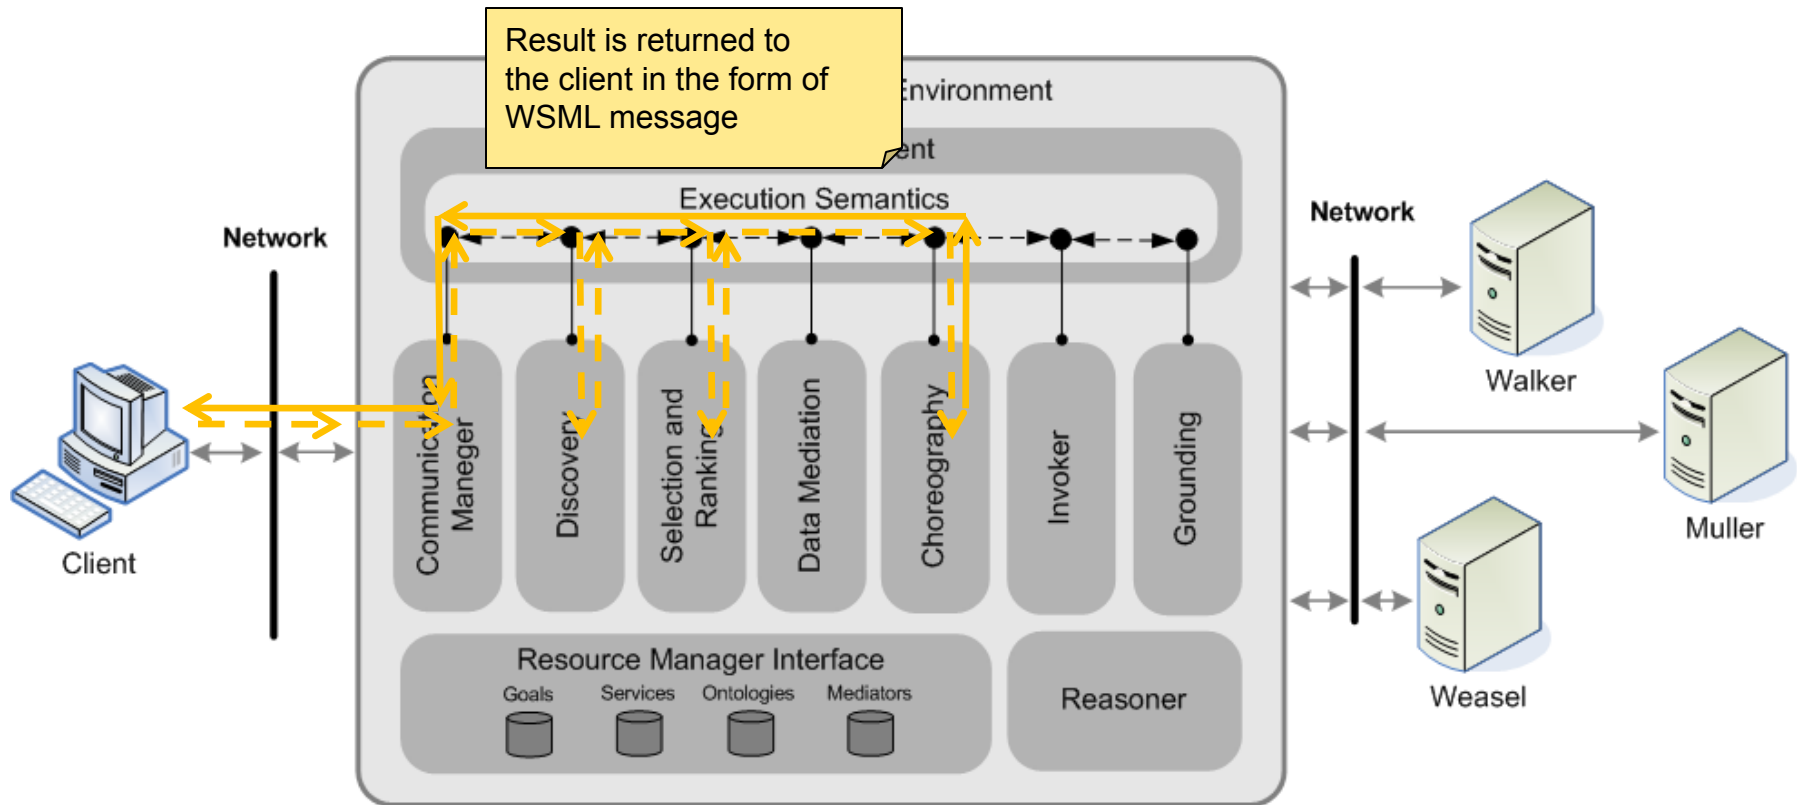 Result is returned to
the client in the form of
WSML message
Environment
ent
Execution Semantics
Network
Network
Communication
Maneger
Discovery
Selection and
Ranking
Data Mediation
Choreography
Invoker
Grounding
Client
Walker
Muller
Weasel
Resource Manager Interface
Goals
Services
Ontologies
Mediators
Reasoner